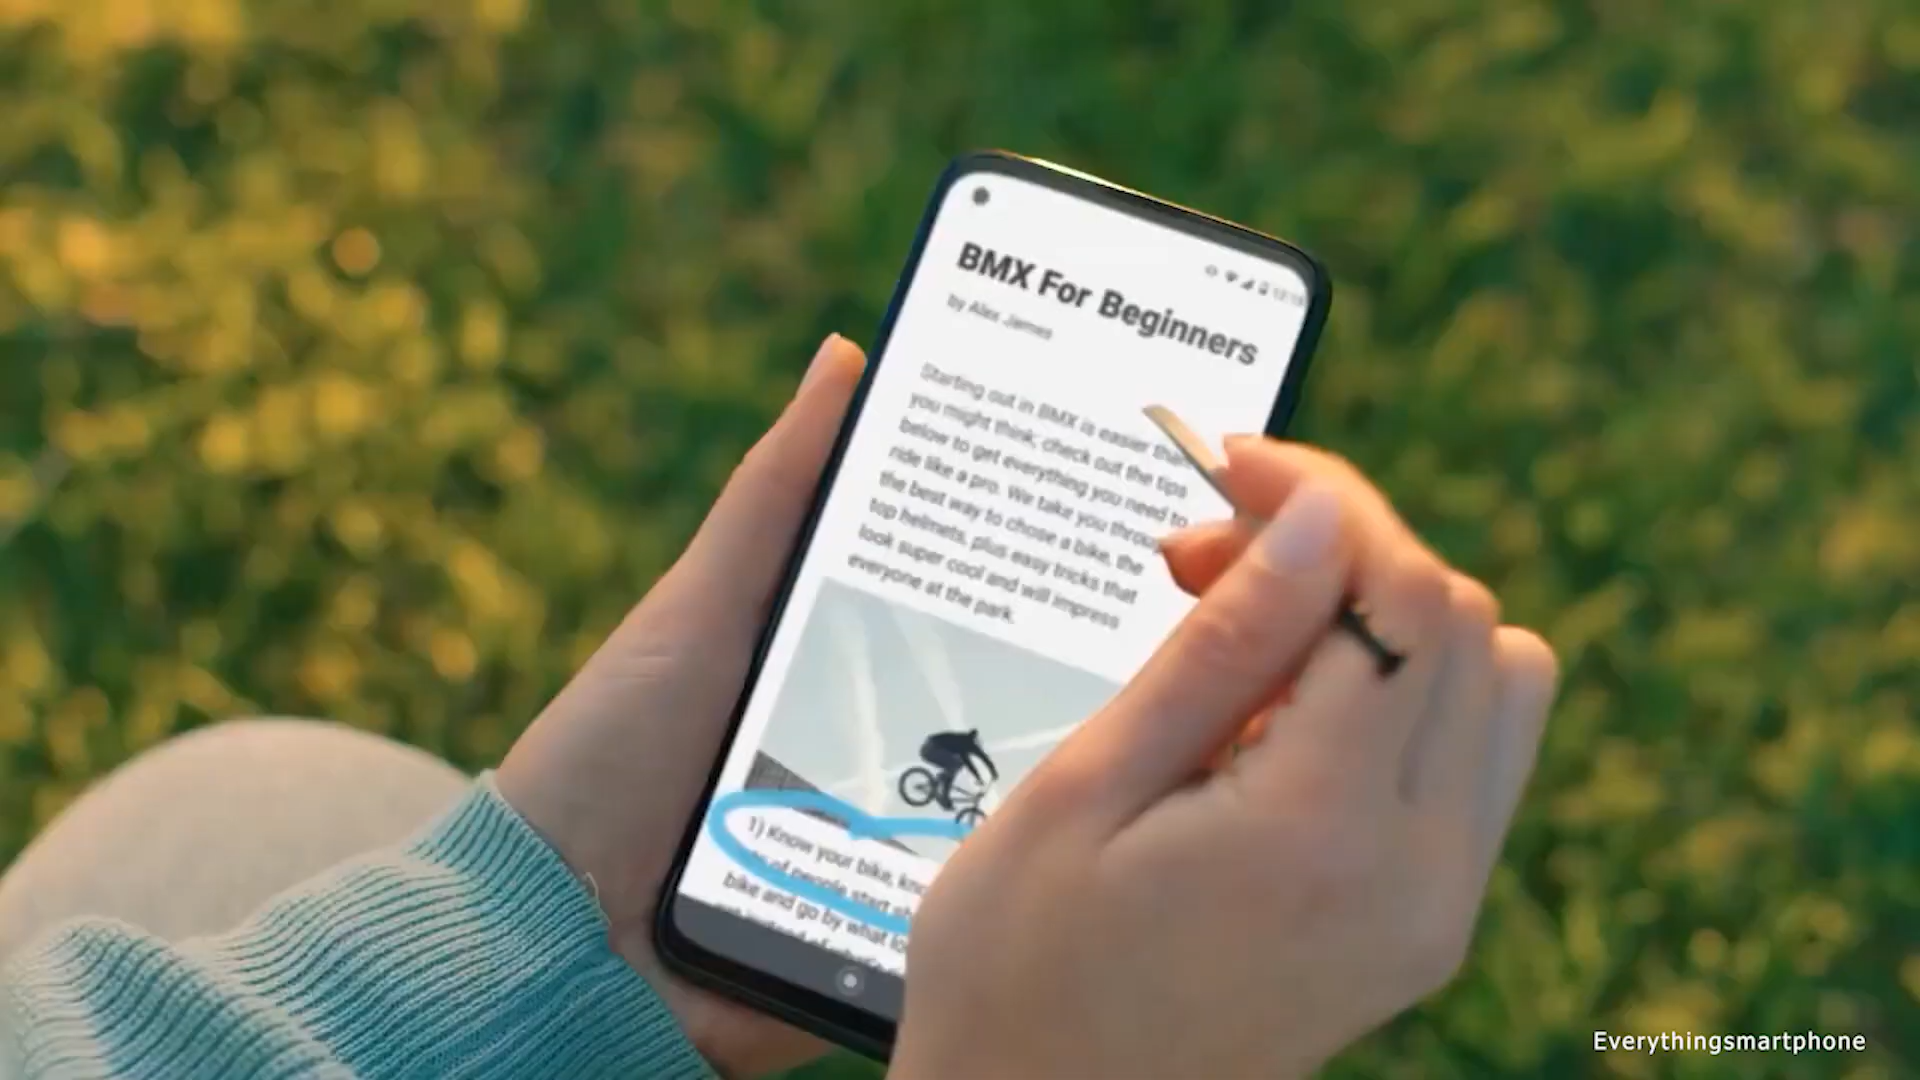 BMX For Beginners
by Alex James
Starting out in BMX is easier than
you might think, check out the tips
below to get everything you need to
ride like a pro. We take you through
the best way to chose a bike, the
top helmets, plus easy tricks that
look super cool and will impress
everyone at the park.
1) Know your bike,
of people start
bike and go by what
Everythingsmartphone